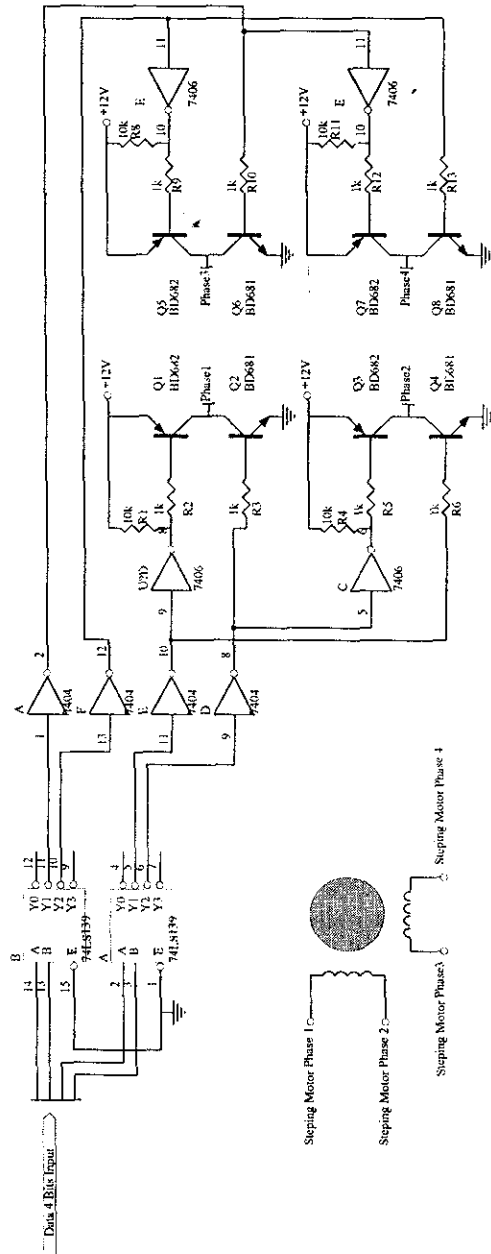 Data 4 Bits Input
14
13
15
B
A
B
E
Y0
Y1
Y2
Y3
12
11
10
9
74LS139
2
3
1
A
A
B
E
Y0
Y1
Y2
Y3
4
5
6
7
74LS139
A
1
2
7404
F
13
12
7404
E
11
10
7404
D
9
8
7404
+12V
10k
R1
U?D
9
8
7406
1k
R2
Q1
BD682
Phase1
Q2
BD681
1k
R3
+12V
10k
R4
C
5
6
7406
1k
R5
Q3
BD682
Phase2
Q4
BD681
1k
R6
+12V
10k
R8
E
11
10
7406
1k
R9
Q5
BD682
Phase3
Q6
BD681
1k
R10
+12V
10k
R11
E
11
10
7406
1k
R12
Q7
BD682
Phase4
Q8
BD681
1k
R13
Steping Motor Phase 1
Steping Motor Phase 2
Steping Motor Phase3
Steping Motor Phase 4